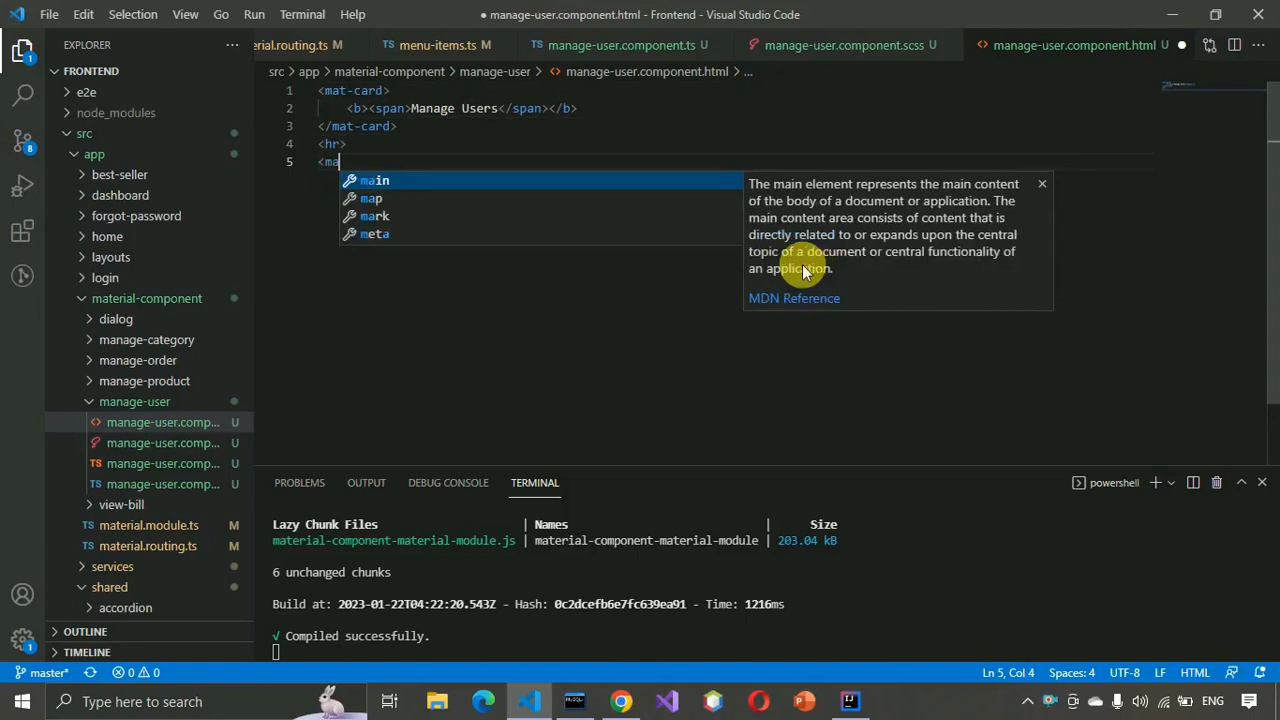 File Edit Selection View Go Run Terminal Help
● manage-user.component.html - Frontend - Visual Studio Code
EXPLORER
erial.routing.ts M
menu-items.ts M
manage-user.component.ts U
manage-user.component.scss U
manage-user.component.html U ●
src > app > material-component > manage-user > manage-user.component.html > ...
FRONTEND
e2e
node_modules
src
app
best-seller
dashboard
forgot-password
home
layouts
login
material-component
dialog
manage-category
manage-order
manage-product
manage-user
manage-user.comp... U
manage-user.comp... U
manage-user.comp... U
manage-user.comp... U
view-bill
material.module.ts M
material.routing.ts M
services
shared
accordion
OUTLINE
TIMELINE
1 <mat-card>
2 <b><span>Manage Users</span></b>
3 </mat-card>
4 <hr>
5 <ma
main
map
mark
meta
The main element represents the main content
of the body of a document or application. The
main content area consists of content that is
directly related to or expands upon the central
topic of a document or central functionality of
an application.
MDN Reference
PROBLEMS OUTPUT DEBUG CONSOLE TERMINAL
powershell
Lazy Chunk Files | Names | Size
material-component-material-module.js | material-component-material-module | 203.04 kB
6 unchanged chunks
Build at: 2023-01-22T04:22:20.543Z - Hash: 0c2dcefb6e7fc639ea91 - Time: 1216ms
√ Compiled successfully.
1
8
1
master* 0 0
Ln 5, Col 4 Spaces: 4 UTF-8 LF HTML
Type here to search
ENG